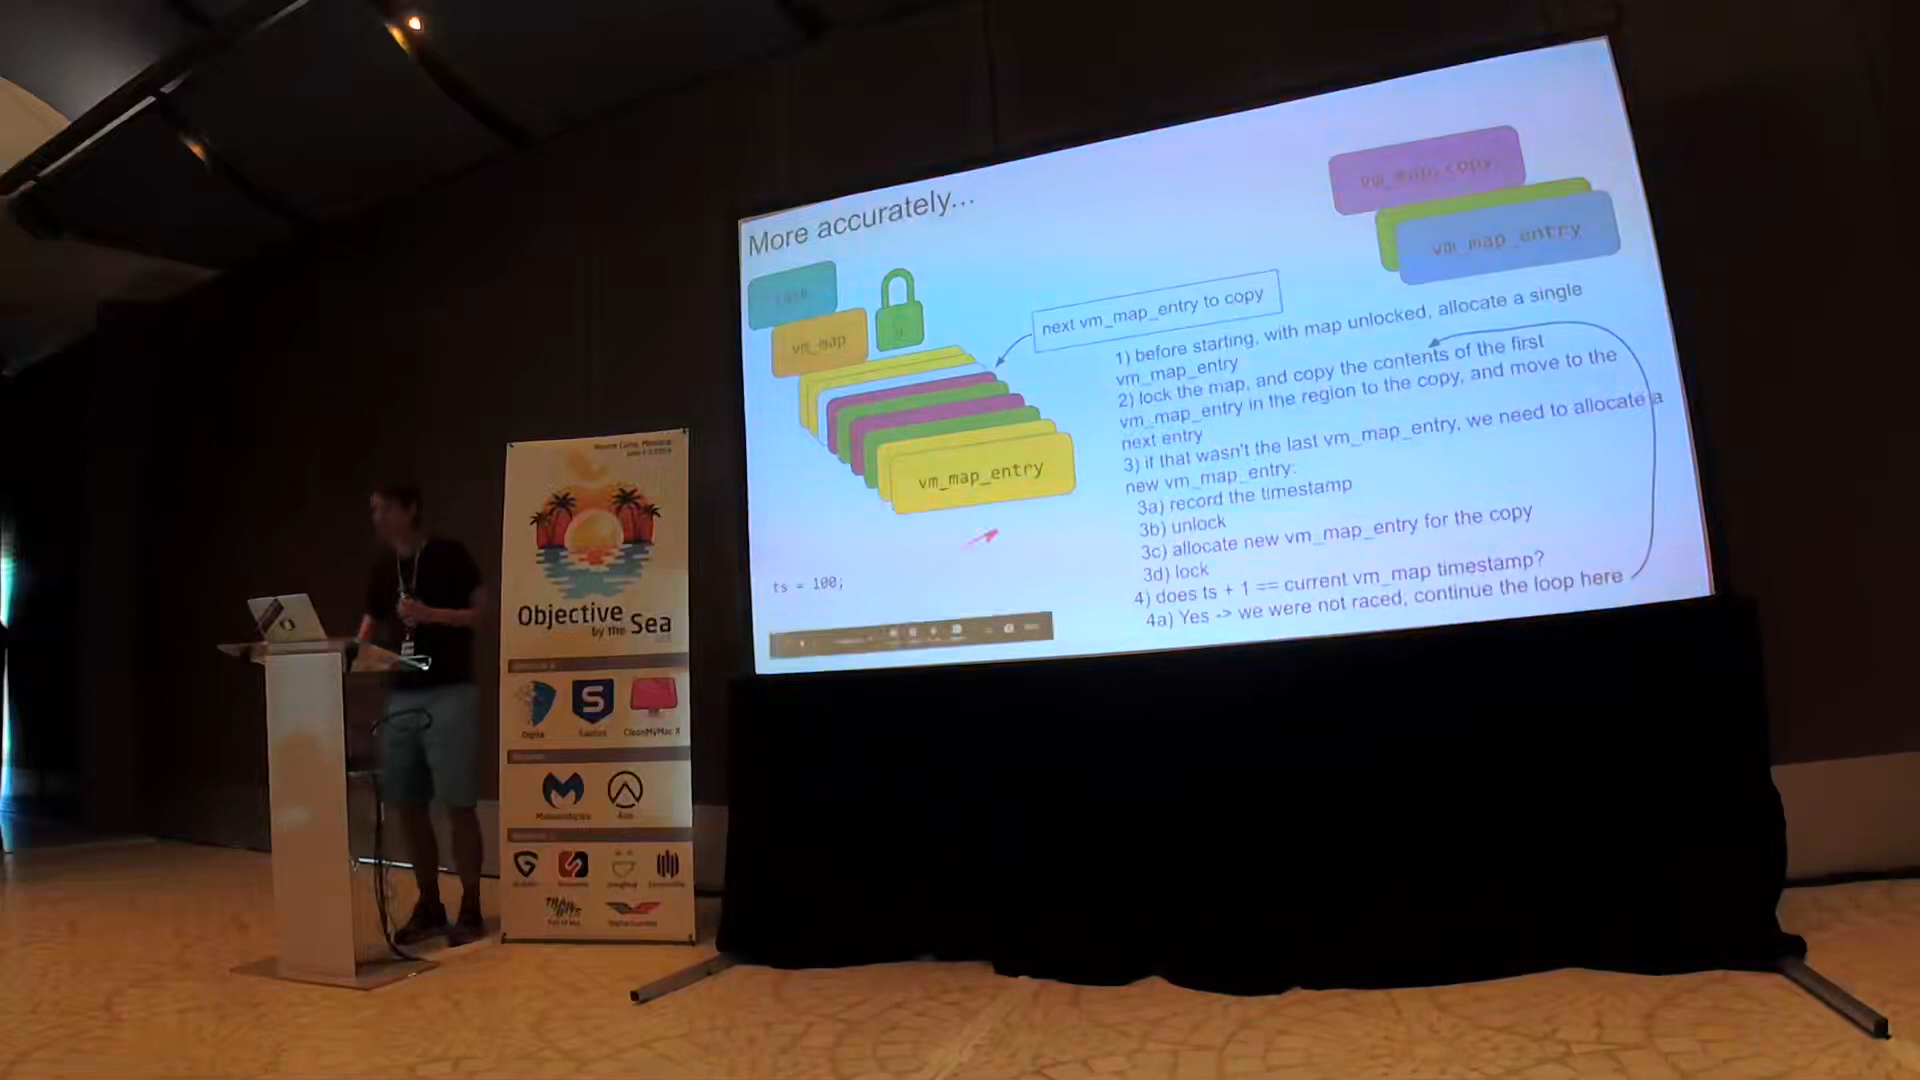 More accurately...
task
vm_map
next vm_map_entry to copy
vm_map_entry
ts = 100;
vm_map_copy
vm_map_entry
1) before starting, with map unlocked, allocate a single
vm_map_entry
2) lock the map, and copy the contents of the first
vm_map_entry in the region to the copy, and move to the
next entry
3) if that wasn't the last vm_map_entry, we need to allocate a
new vm_map_entry:
3a) record the timestamp
3b) unlock
3c) allocate new vm_map_entry for the copy
3d) lock
4) does ts + 1 == current vm_map timestamp?
4a) Yes -> we were not raced, continue the loop here
Objective
by the Sea
CleanMyMac X